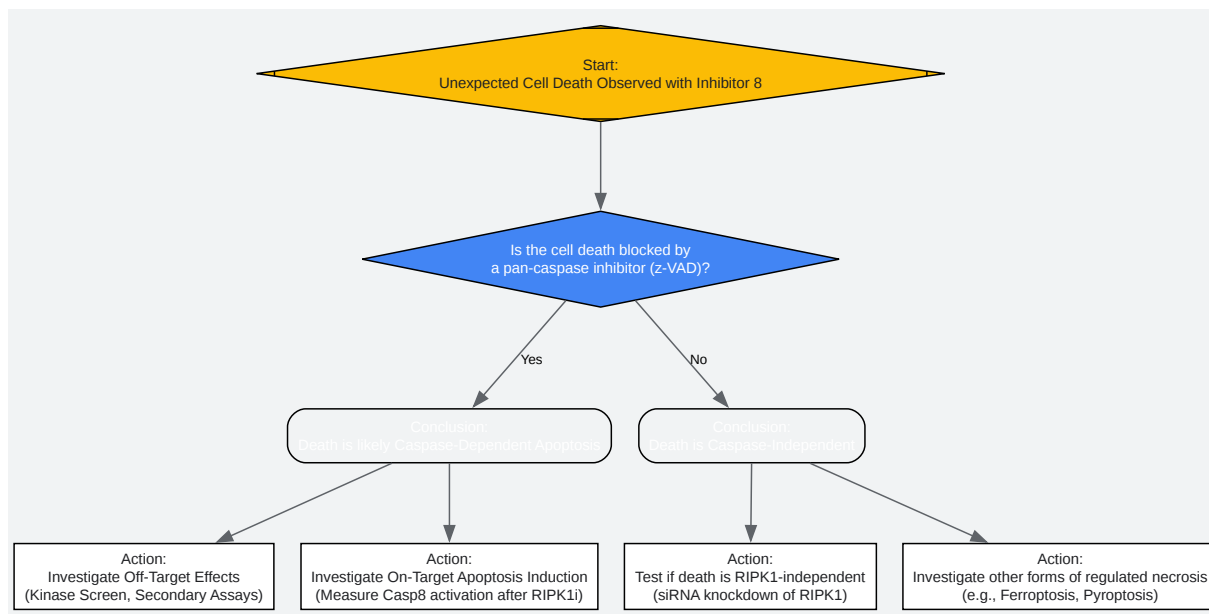 Start:
Unexpected Cell Death Observed with Inhibitor 8
Is the cell death blocked by
a pan-caspase inhibitor (z-VAD)?
Yes
No
Conclusion:
Death is likely Caspase-Dependent Apoptosis
Conclusion:
Death is Caspase-Independent
Action:
Investigate Off-Target Effects
(Kinase Screen, Secondary Assays)
Action:
Investigate On-Target Apoptosis Induction
(Measure Casp8 activation after RIPK1i)
Action:
Test if death is RIPK1-independent
(siRNA knockdown of RIPK1)
Action:
Investigate other forms of regulated necrosis
(e.g., Ferroptosis, Pyroptosis)